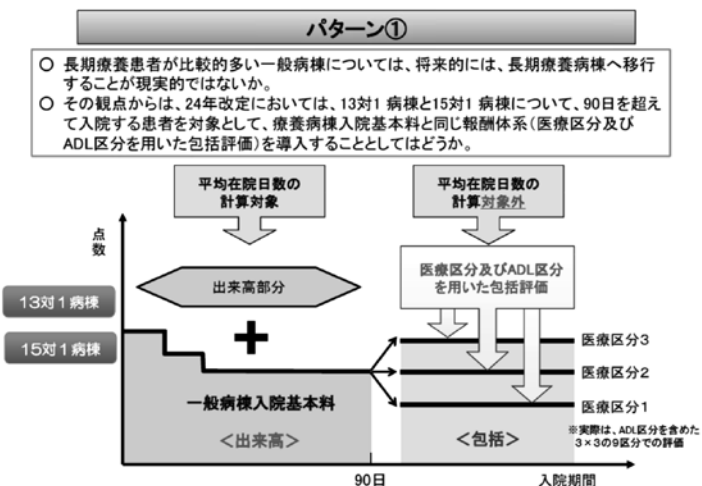 パターン①
○ 長期療養患者が比較的多い一般病棟については、将来的には、長期療養病棟へ移行
することが現実的ではないか。
○ その観点からは、24年改定においては、13対1 病棟と15対1 病棟について、90日を超え
て入院する患者を対象として、療養病棟入院基本料と同じ報酬体系(医療区分及び
ADL区分を用いた包括評価)を導入することとしてはどうか。
平均在院日数の
計算対象
平均在院日数の
計算対象外
点
数
出来高部分
医療区分及びADL区分
を用いた包括評価
13対1病棟
15対1病棟
+
医療区分3
医療区分2
医療区分1
一般病棟入院基本料
<出来高>
<包括>
※実際は、ADL区分を含めた
3×3の9区分での評価
90日
入院期間